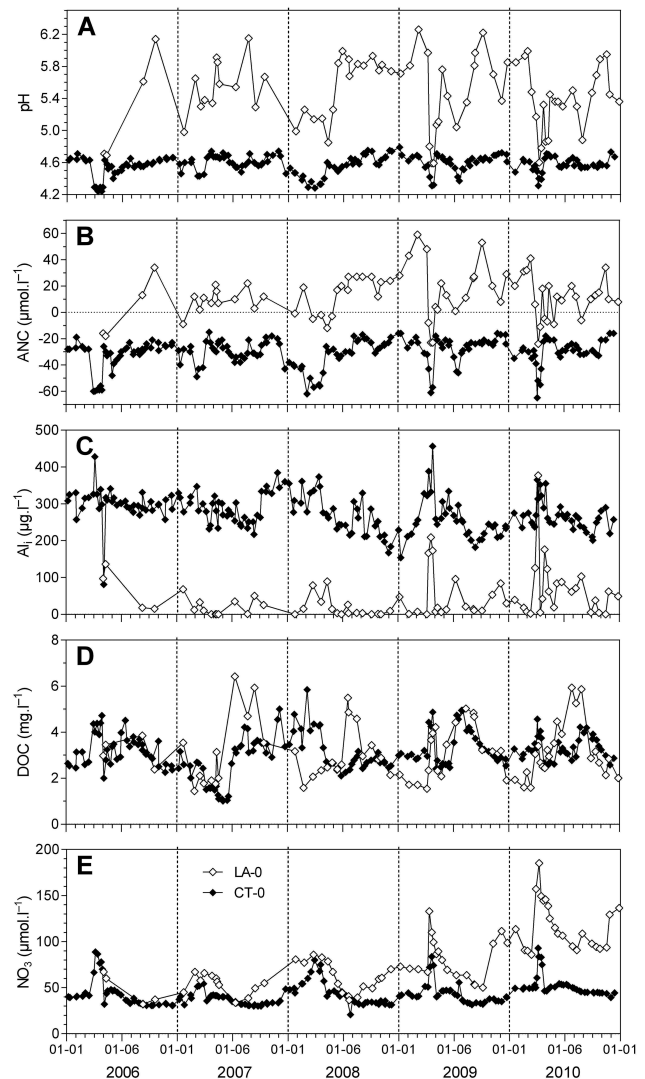 A
6.2
5.8
5.4
5.0
4.6
4.2
pH
B
60
40
20
0
-20
-40
-60
ANC (µmol.l⁻¹)
C
500
400
300
200
100
0
Alᵢ (µg.l⁻¹)
D
8
6
4
2
0
DOC (mg.l⁻¹)
E
200
150
100
50
0
NO₃ (µmol.l⁻¹)
LA-0
CT-0
01-01 01-06 01-01 01-06 01-01 01-06 01-01 01-06 01-01 01-06 01-01
2006 2007 2008 2009 2010